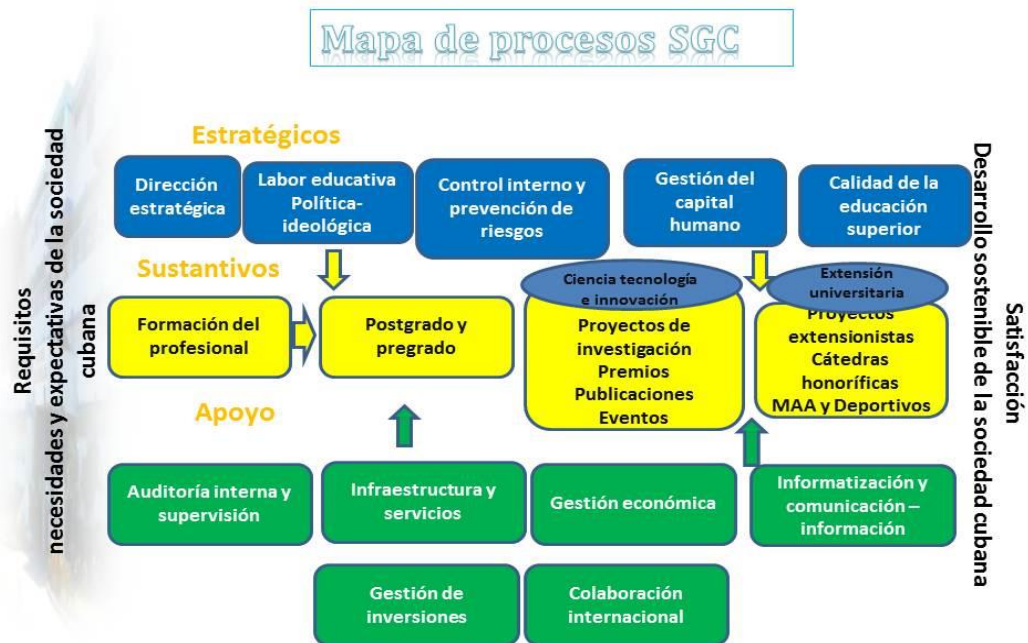 Mapa de procesos SGC
Requisitos
necesidades y expectativas de la sociedad
cubana
Estratégicos
Dirección
estratégica
Labor educativa
Política-
ideológica
Control interno y
prevención de
riesgos
Gestión del
capital
humano
Calidad de la
educación
superior
Sustantivos
Formación del
profesional
Postgrado y
pregrado
Ciencia tecnología
e innovación
Proyectos de
investigación
Premios
Publicaciones
Eventos
Extensión
universitaria
Proyectos
extensionistas
Cátedras
honoríficas
MAA y Deportivos
Apoyo
Auditoría interna y
supervisión
Infraestructura y
servicios
Gestión económica
Informatización y
comunicación –
información
Gestión de
inversiones
Colaboración
internacional
Satisfacción
Desarrollo sostenible de la sociedad cubana